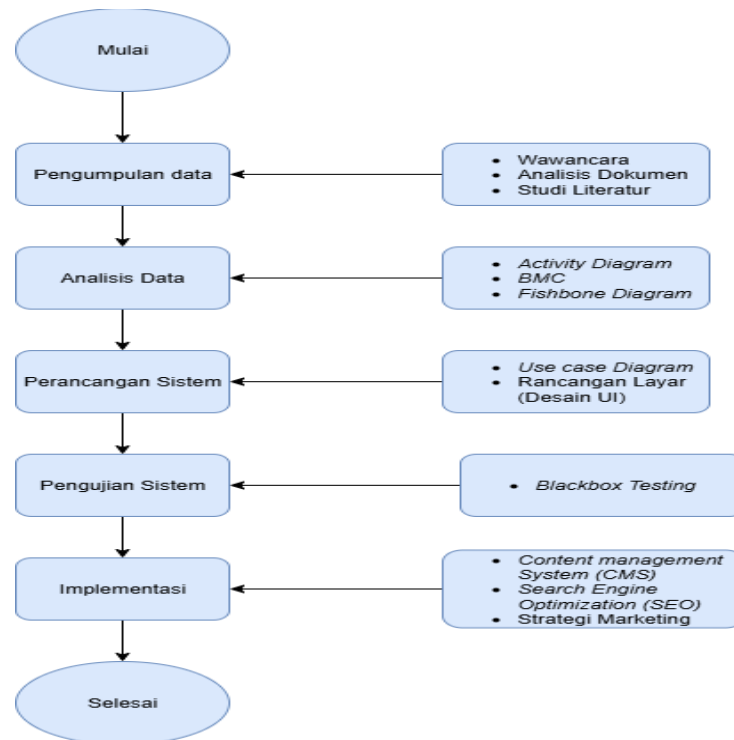 Mulai
Pengumpulan data
• Wawancara
• Analisis Dokumen
• Studi Literatur
Analisis Data
• Activity Diagram
• BMC
• Fishbone Diagram
Perancangan Sistem
• Use case Diagram
• Rancangan Layar
(Desain UI)
Pengujian Sistem
• Blackbox Testing
Implementasi
• Content management
System (CMS)
• Search Engine
Optimization (SEO)
• Strategi Marketing
Selesai